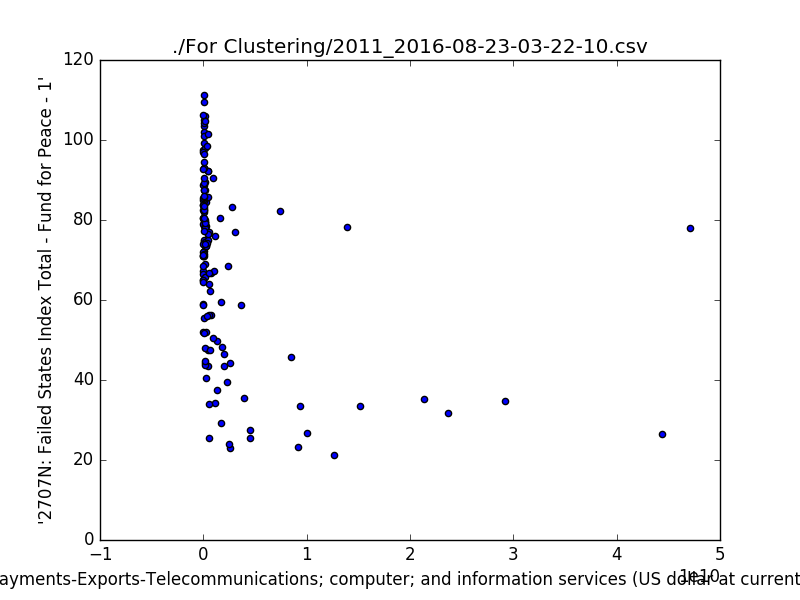 ./For Clustering/2011_2016-08-23-03-22-10.csv
'2707N: Failed States Index Total - Fund for Peace - 1'
120
100
80
60
40
20
0
−1 0 1 2 3 4 5
1e10
ayments-Exports-Telecommunications; computer; and information services (US dollar at current